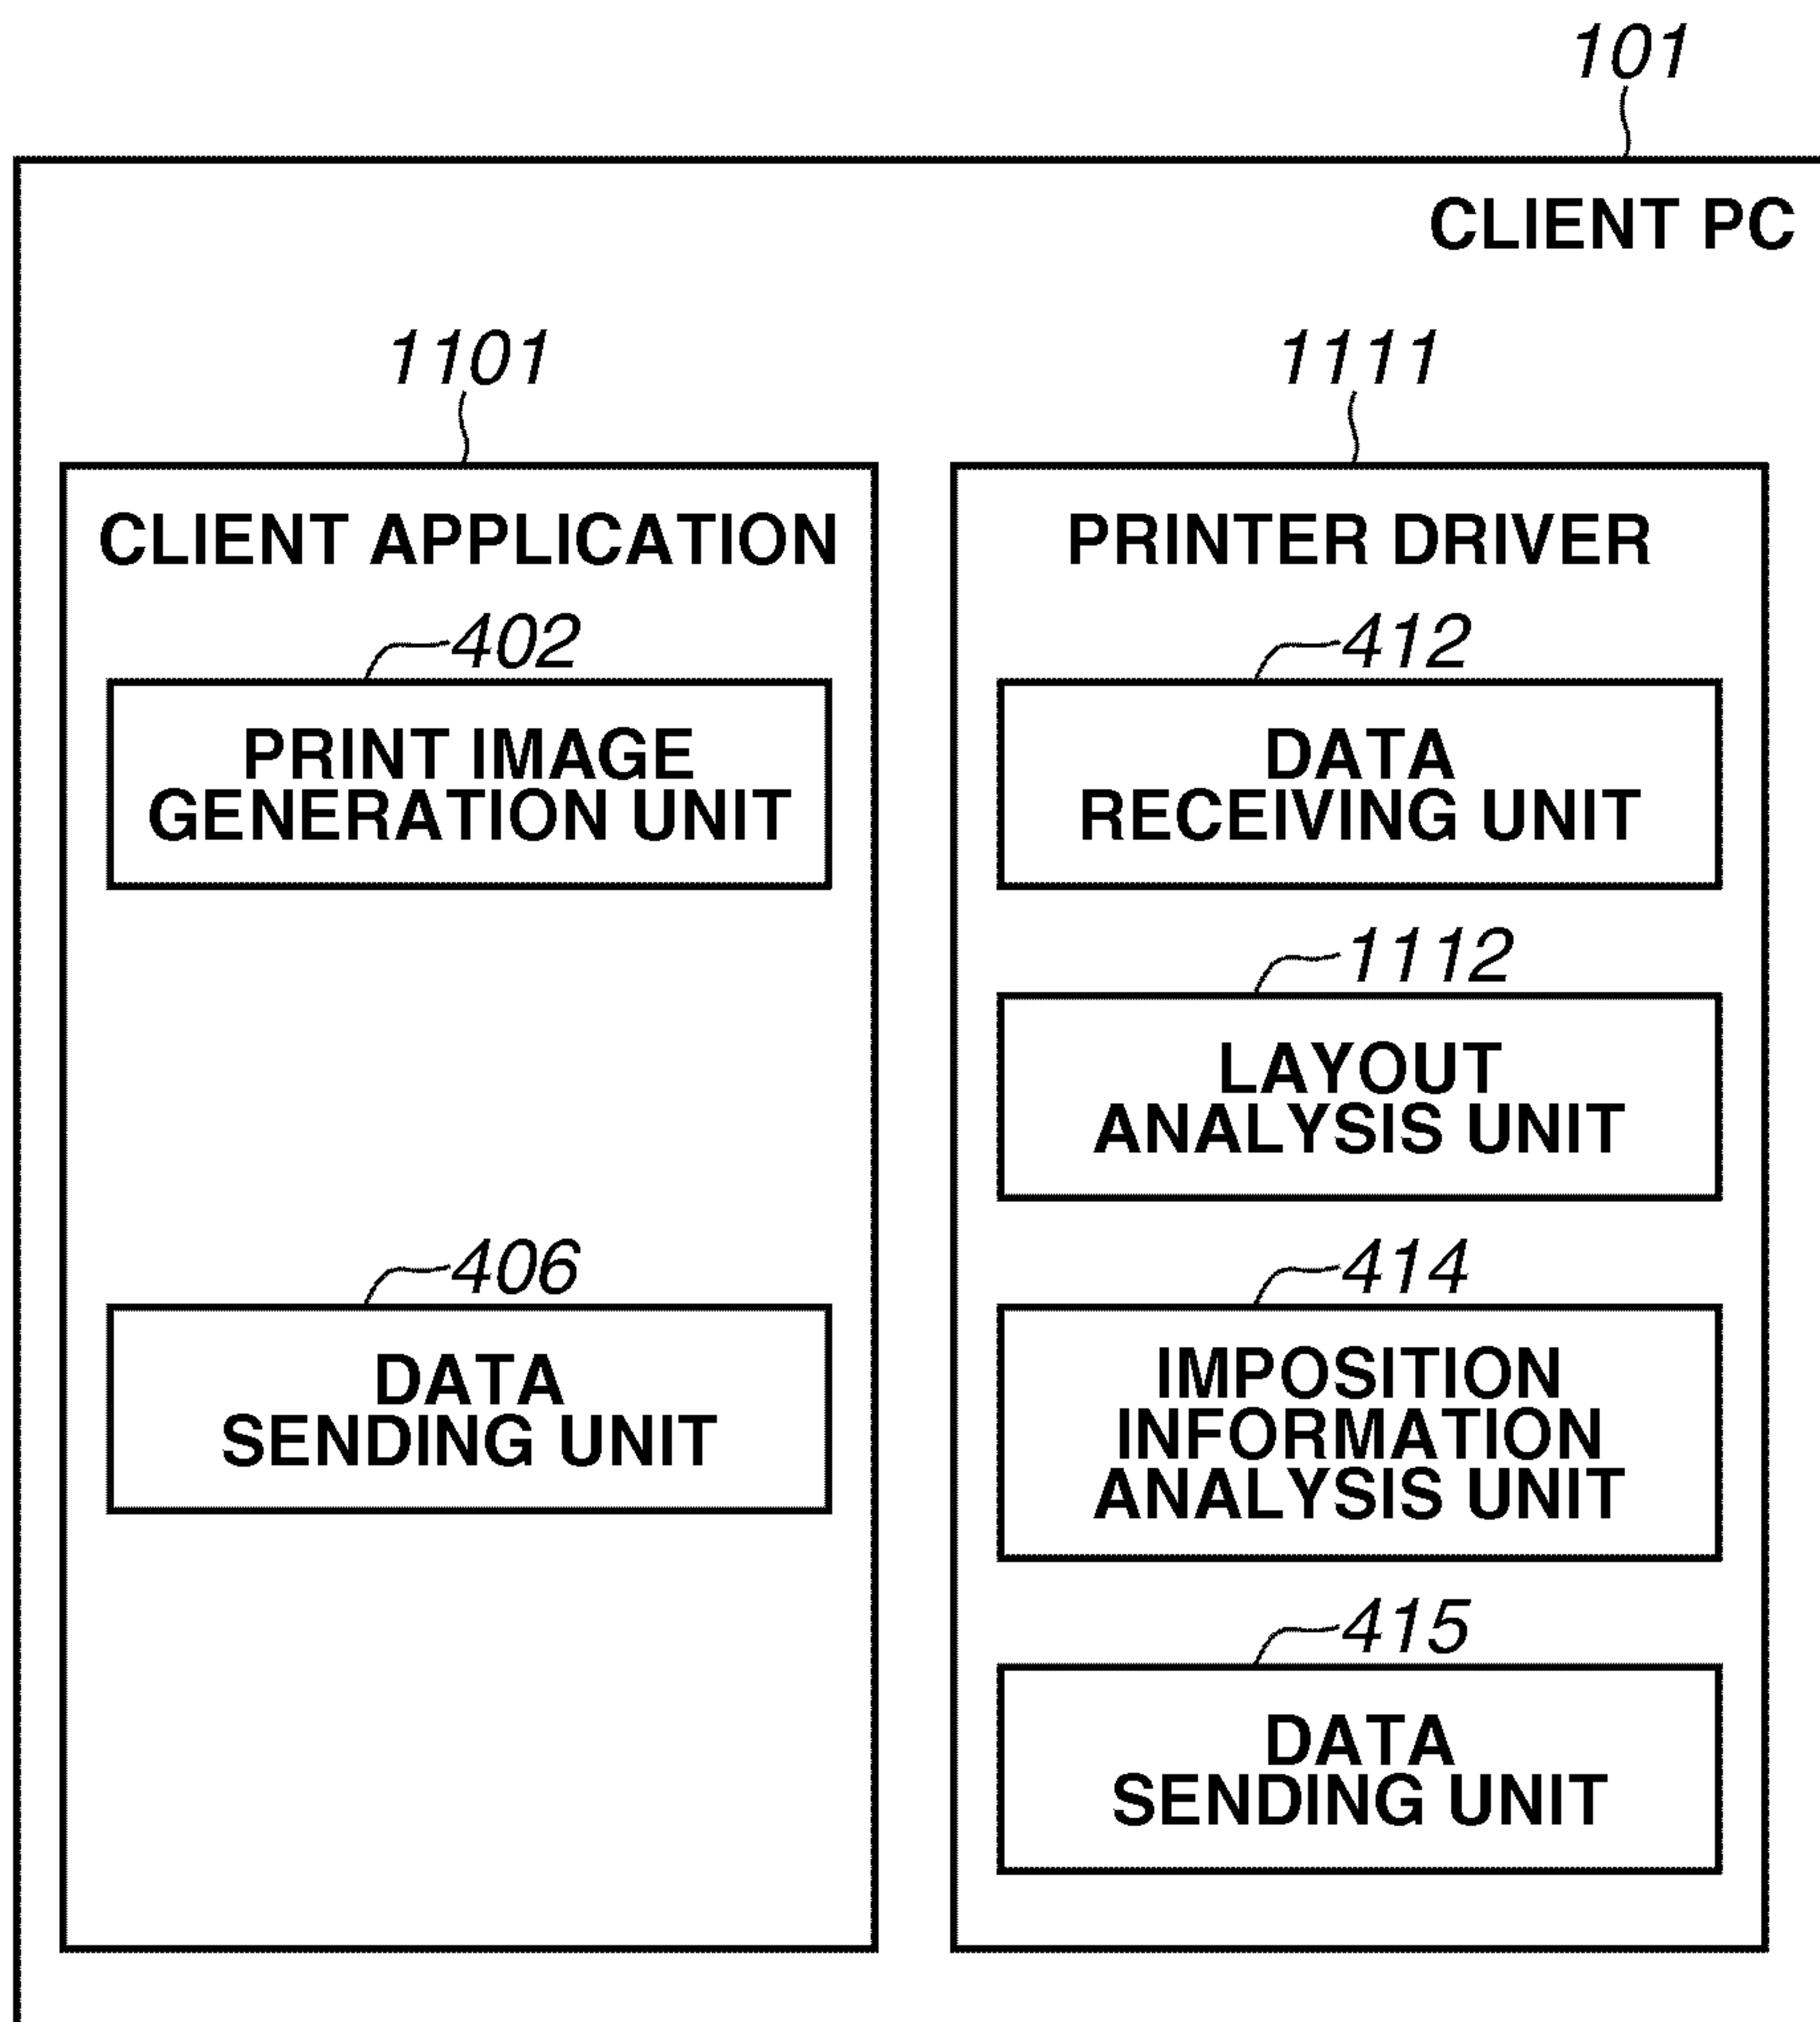 101
CLIENT PC
1101
CLIENT APPLICATION
402
PRINT IMAGE
GENERATION UNIT
406
DATA
SENDING UNIT
1111
PRINTER DRIVER
412
DATA
RECEIVING UNIT
1112
LAYOUT
ANALYSIS UNIT
414
IMPOSITION
INFORMATION
ANALYSIS UNIT
415
DATA
SENDING UNIT